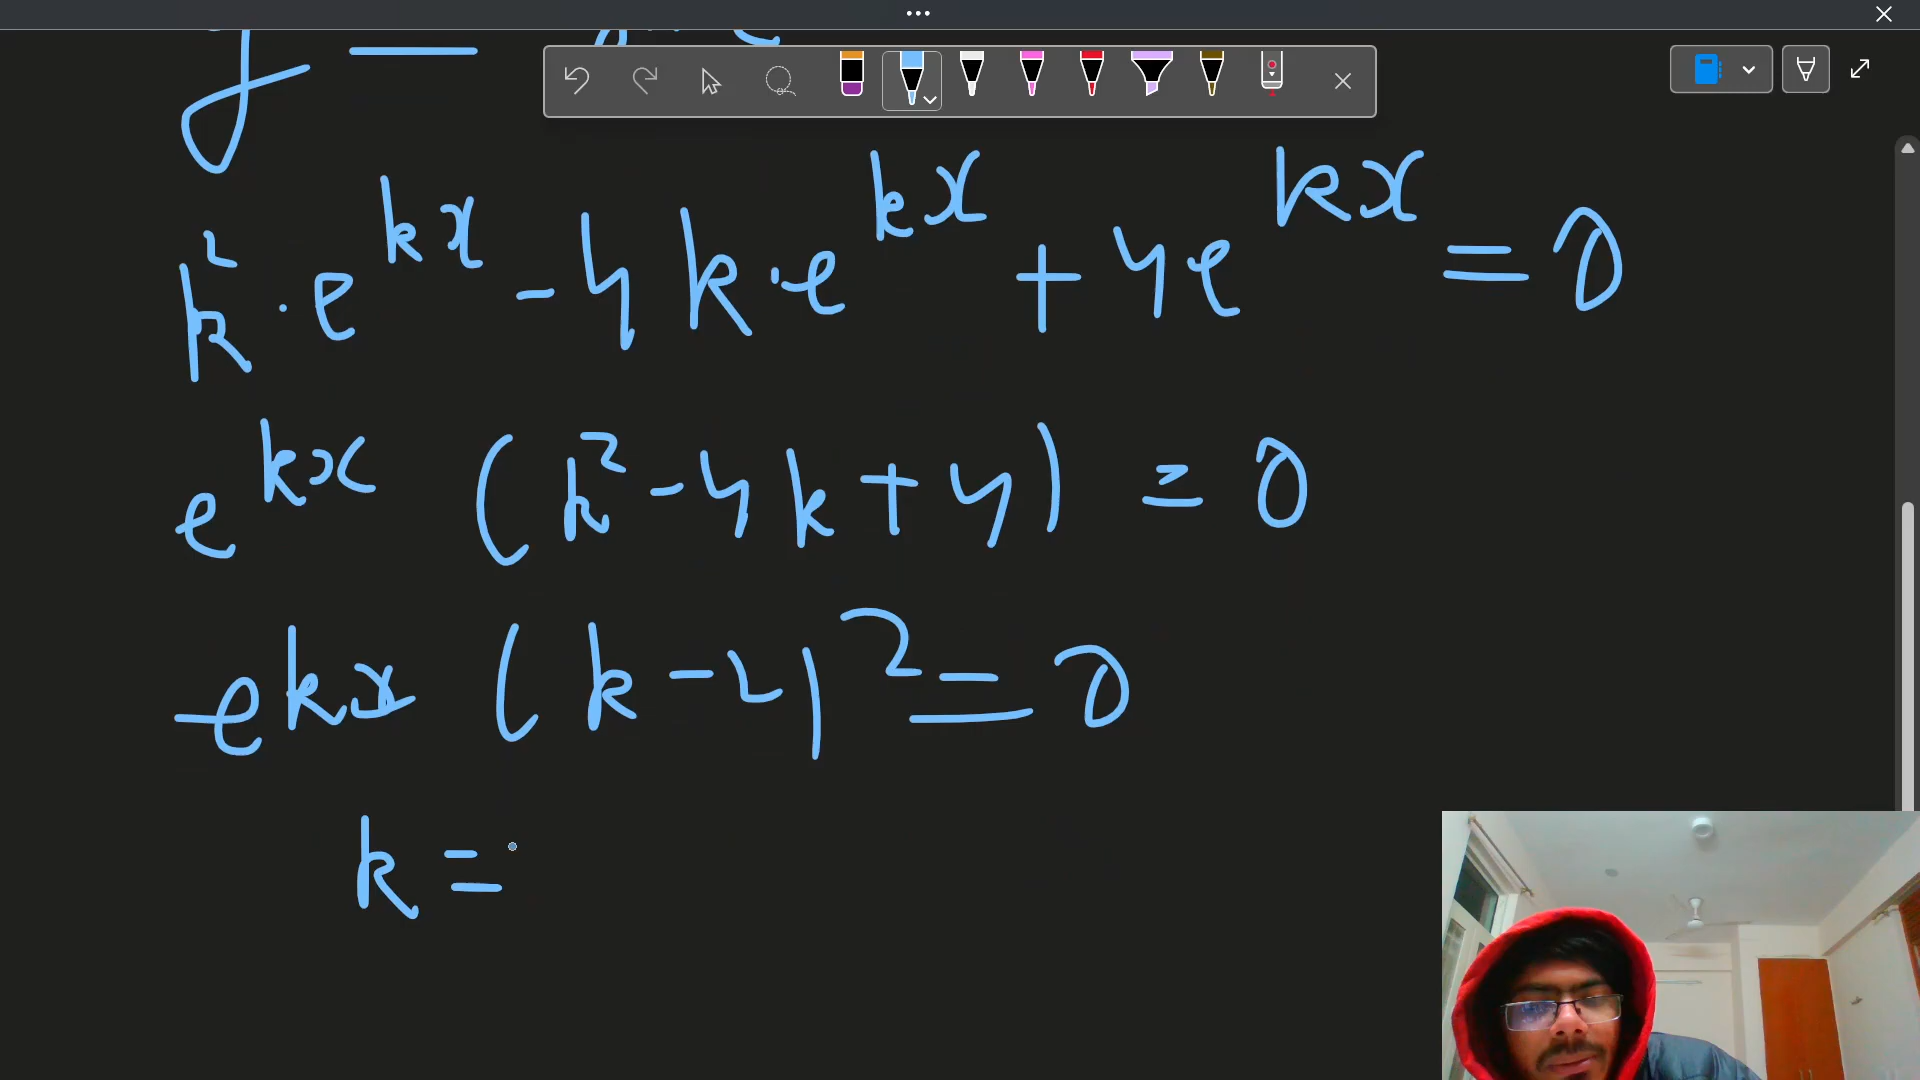 k² · e^{kx} - 4k · e^{kx} + 4e^{kx} = 0
e^{kx} (k² - 4k + 4) = 0
e^{kx} (k - 2)² = 0
k =